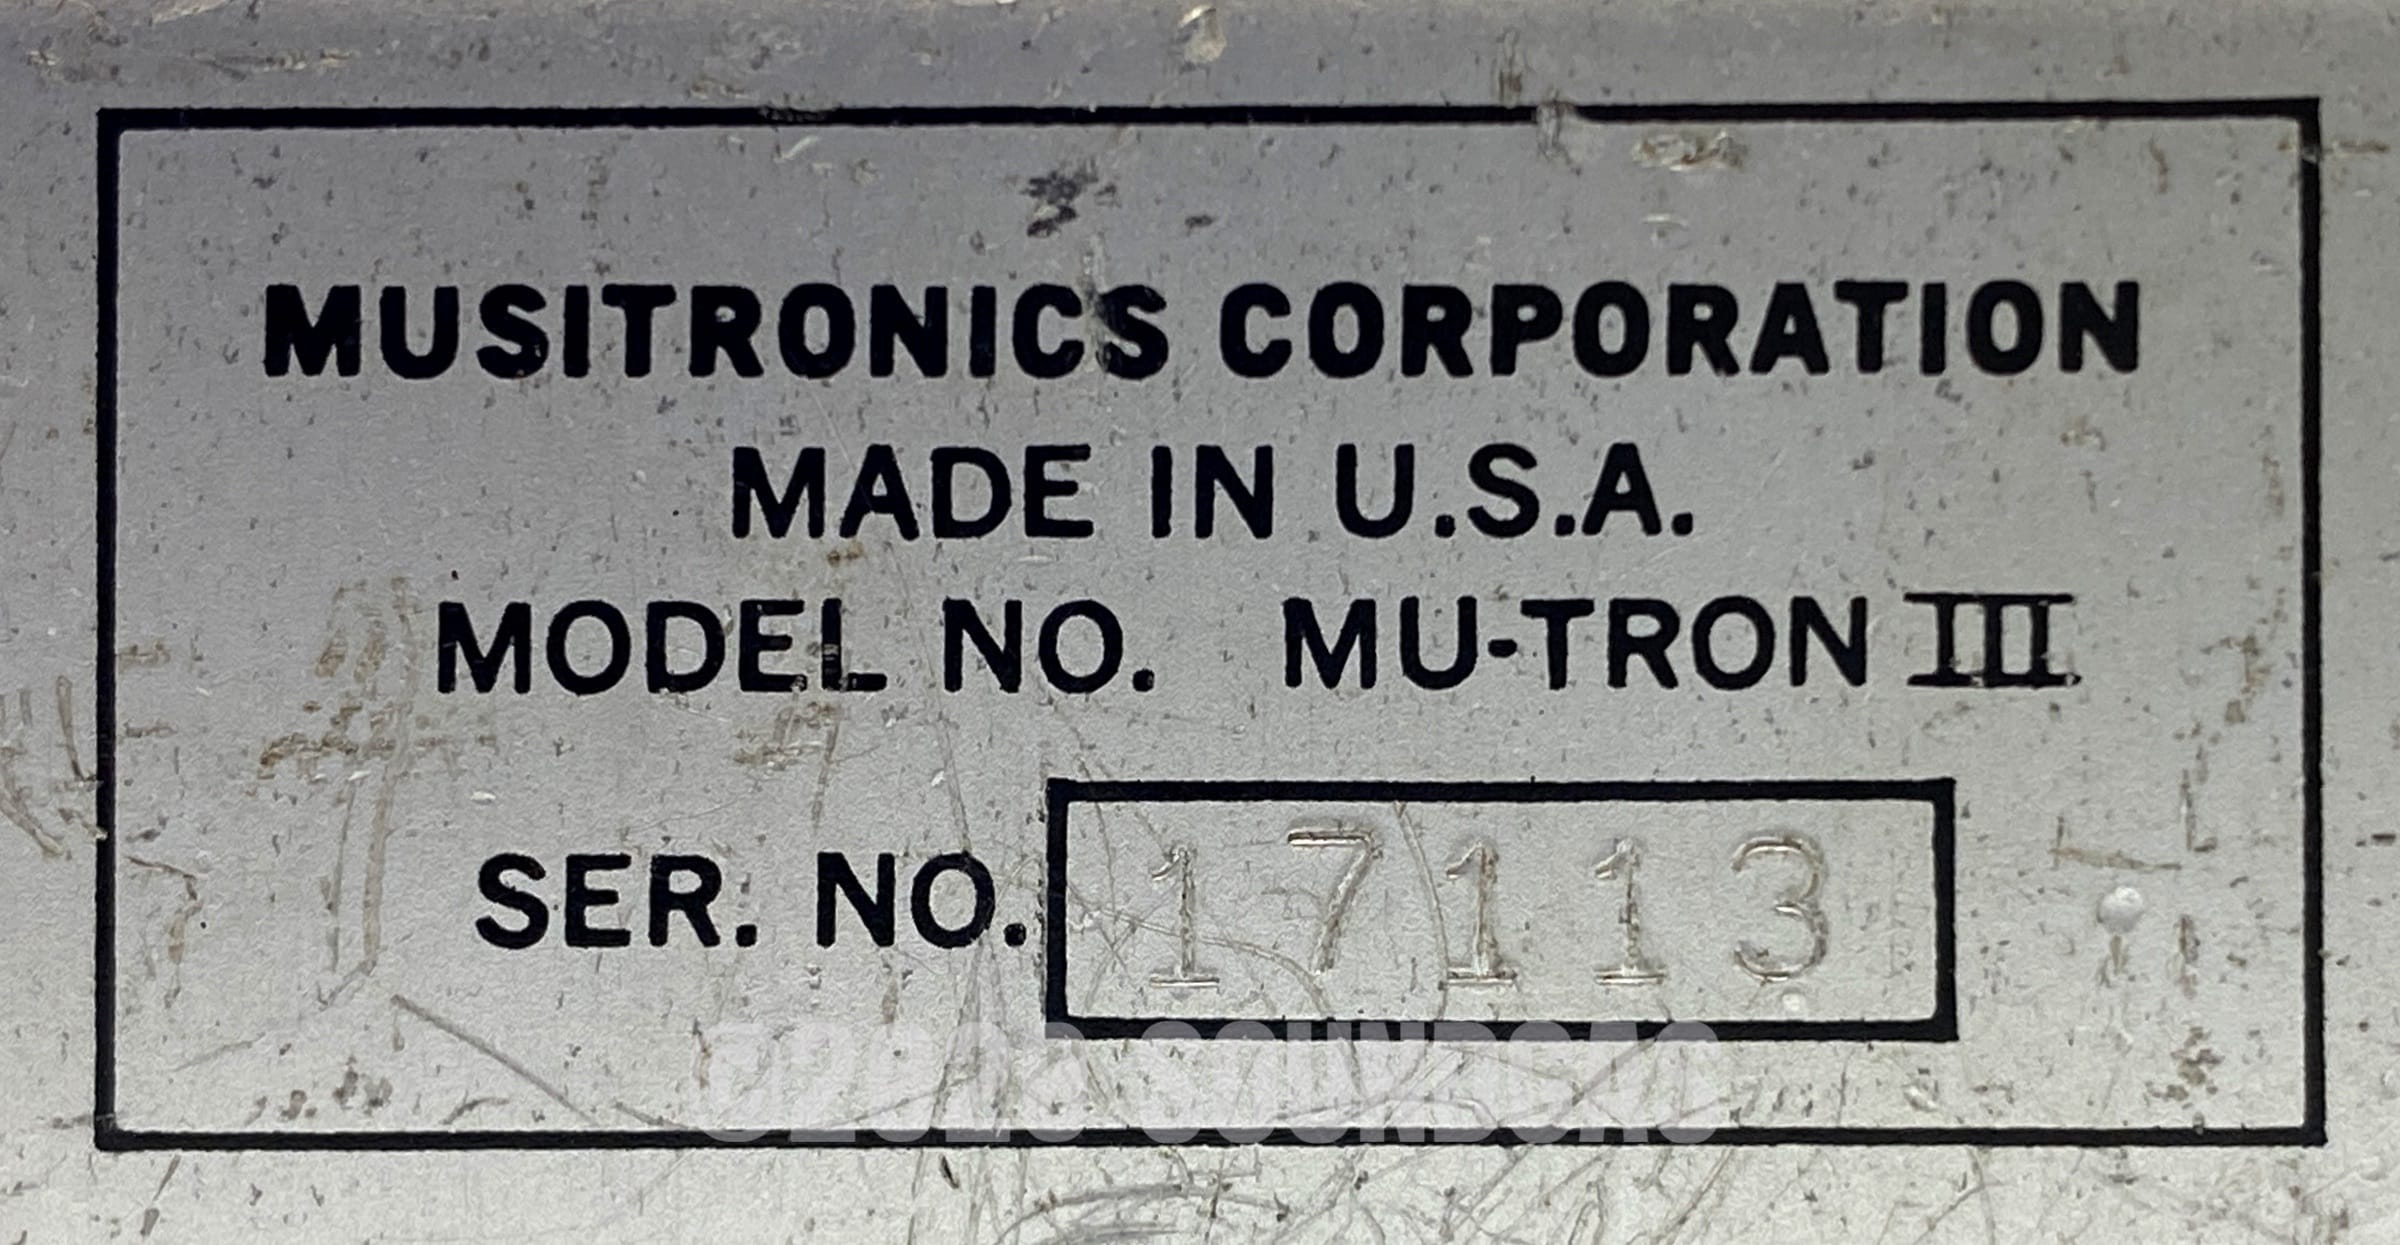 MUSITRONICS CORPORATION
MADE IN U.S.A.
MODEL NO. MU-TRON III
SER. NO. 17113